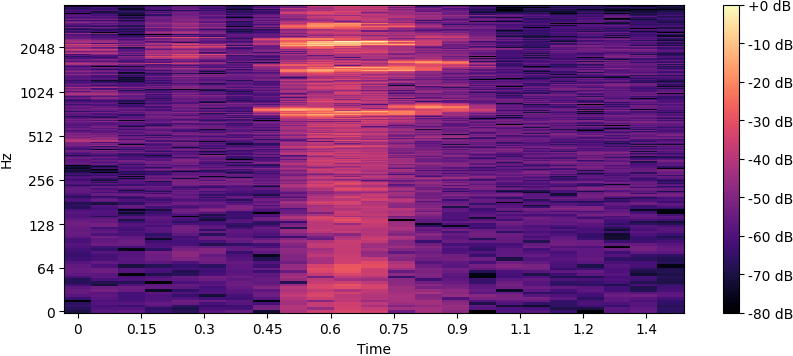 +0 dB
2048
-10 dB
1024
-20 dB
512
-30 dB
Hz
256
-40 dB
128
-50 dB
64
-60 dB
0
-70 dB
-80 dB
0 0.15 0.3 0.45 0.6 0.75 0.9 1.1 1.2 1.4
Time